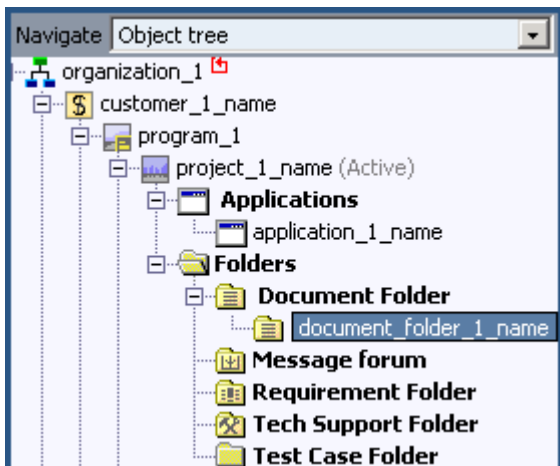 Navigate Object tree
organization_1
customer_1_name
program_1
project_1_name (Active)
Applications
application_1_name
Folders
Document Folder
document_folder_1_name
Message forum
Requirement Folder
Tech Support Folder
Test Case Folder